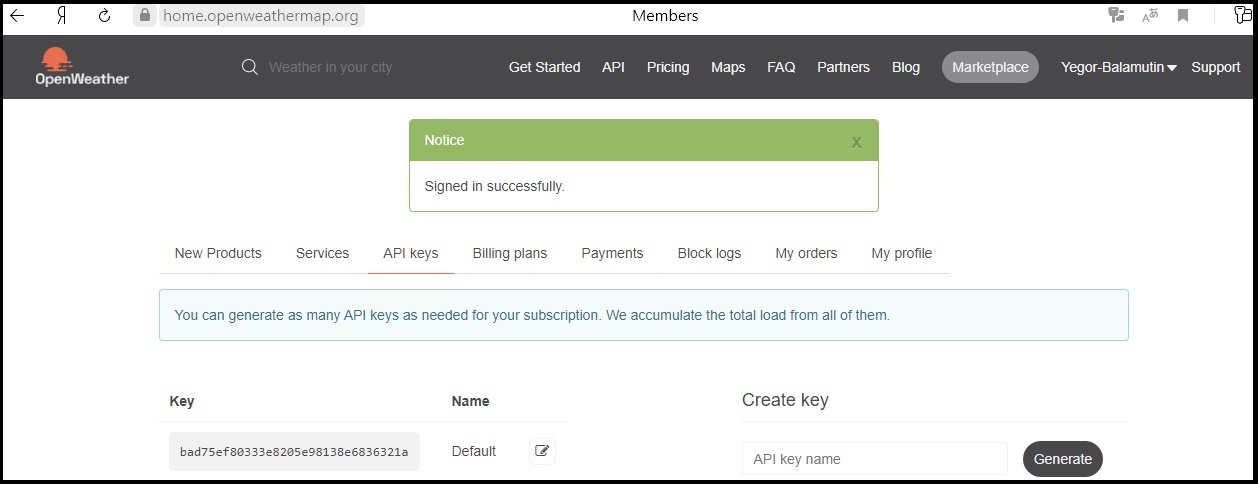 Я home.openweathermap.org Members
OpenWeather Weather in your city Get Started API Pricing Maps FAQ Partners Blog Marketplace Yegor-Balamutin Support
Notice x
Signed in successfully.
New Products Services API keys Billing plans Payments Block logs My orders My profile
You can generate as many API keys as needed for your subscription. We accumulate the total load from all of them.
Key Name Create key
bad75ef80333e8205e98138e6836321a Default API key name Generate